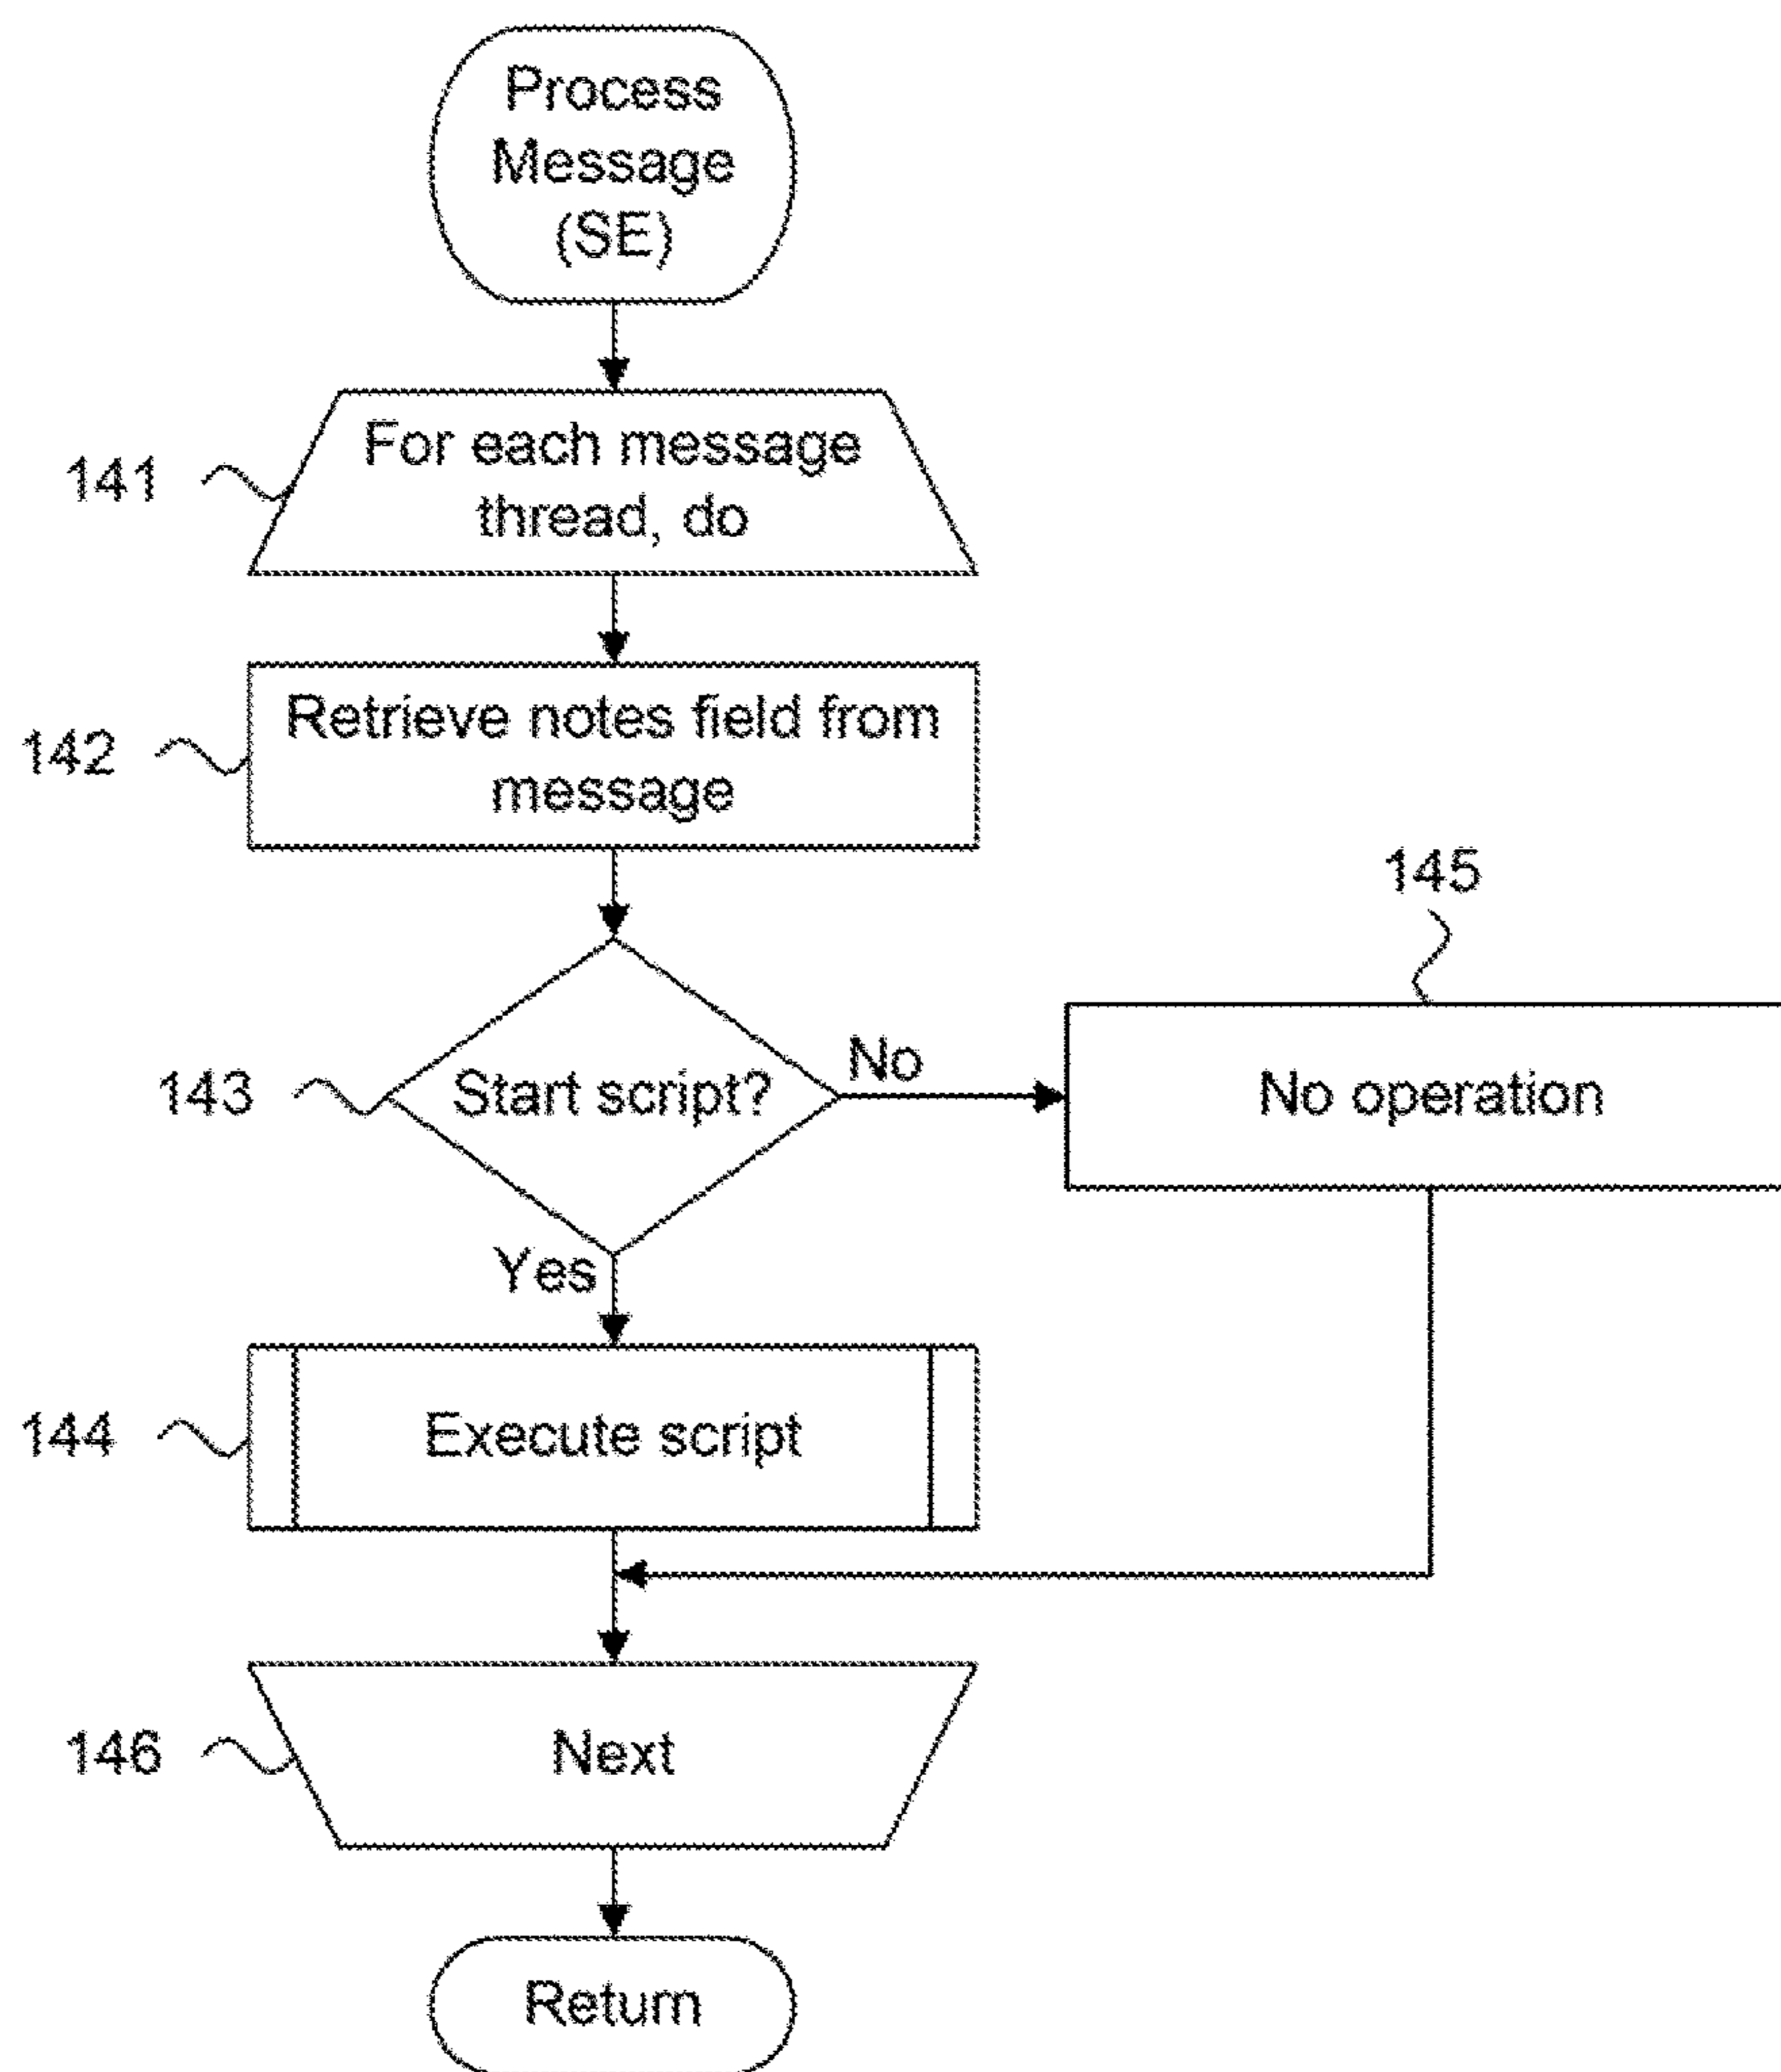 Process
Message
(SE)
141
For each message
thread, do
142
Retrieve notes field from
message
145
143
Start script?
No
No operation
Yes
144
Execute script
146
Next
Return